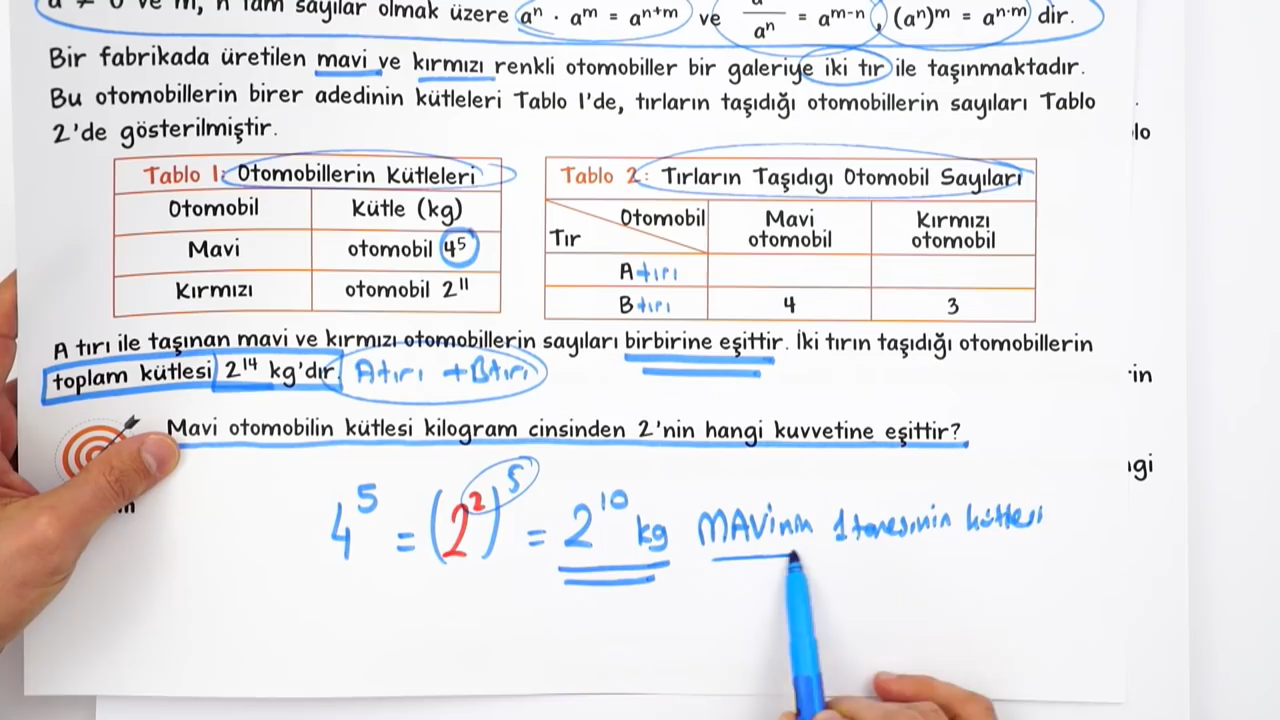 a ≠ 0 ve m, n tam sayılar olmak üzere aⁿ · aᵐ = aⁿ⁺ᵐ ve aⁿ = aᵐ⁻ⁿ , (aⁿ)ᵐ = aⁿ·ᵐ dir.
Bir fabrikada üretilen mavi ve kırmızı renkli otomobiller bir galeriye iki tır ile taşınmaktadır.
Bu otomobillerin birer adedinin kütleleri Tablo 1'de, tırların taşıdığı otomobillerin sayıları Tablo
2'de gösterilmiştir.
lo
Tablo 1: Otomobillerin Kütleleri
Otomobil Kütle (kg)
Mavi otomobil 4⁵
Kırmızı otomobil 2¹¹
Tablo 2: Tırların Taşıdıgı Otomobil Sayıları
Otomobil
Tır
Mavi otomobil
Kırmızı otomobil
A tırı
B tırı 4 3
A tırı ile taşınan mavi ve kırmızı otomobillerin sayıları birbirine eşittir. İki tırın taşıdığı otomobillerin
toplam kütlesi 2¹⁴ kg'dır. A tırı + B tırı
in
Mavi otomobilin kütlesi kilogram cinsinden 2'nin hangi kuvvetine eşittir?
gi
4⁵ = (2²)⁵ = 2¹⁰ kg MAVinin 1 tanesinin kütlesi